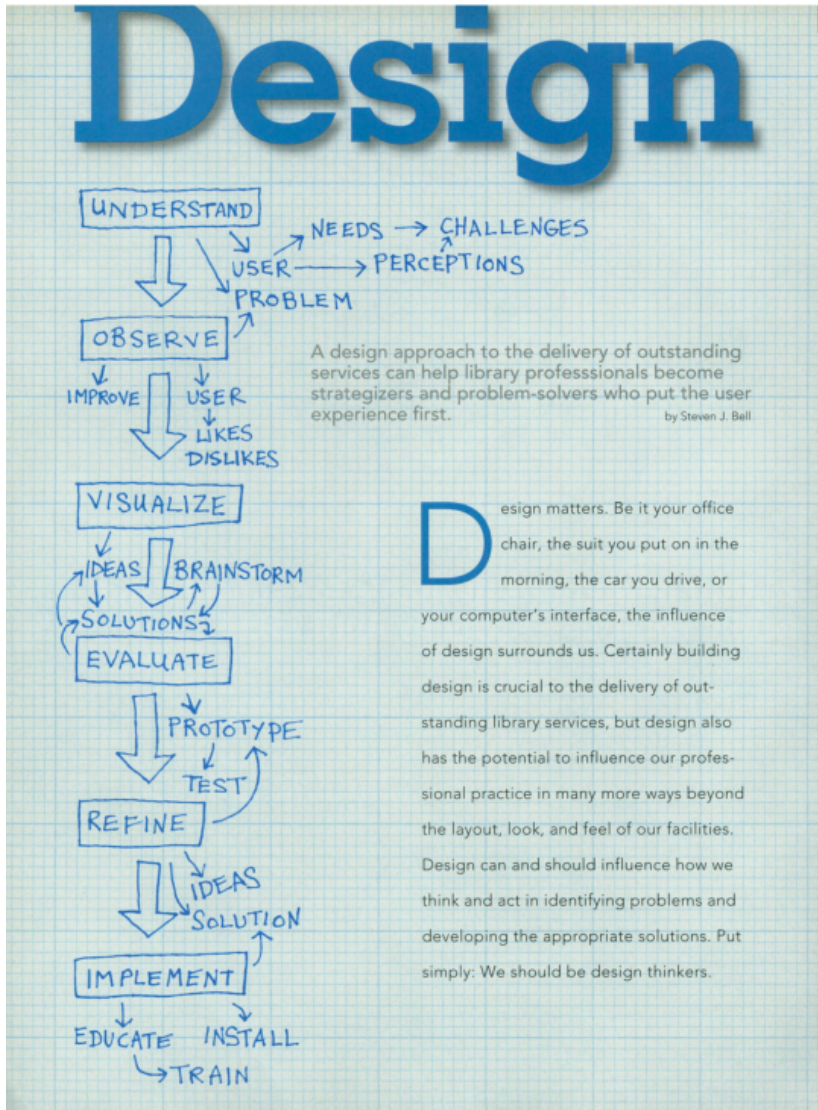 Design
UNDERSTAND
NEEDS → CHALLENGES
USER → PERCEPTIONS
PROBLEM
OBSERVE
IMPROVE USER
LIKES
DISLIKES
A design approach to the delivery of outstanding
services can help library professsionals become
strategizers and problem-solvers who put the user
experience first.
by Steven J. Bell
VISUALIZE
IDEAS BRAINSTORM
SOLUTIONS
EVALUATE
PROTOTYPE
TEST
REFINE
IDEAS
SOLUTION
IMPLEMENT
EDUCATE INSTALL
TRAIN
Design matters. Be it your office
chair, the suit you put on in the
morning, the car you drive, or
your computer's interface, the influence
of design surrounds us. Certainly building
design is crucial to the delivery of out-
standing library services, but design also
has the potential to influence our profes-
sional practice in many more ways beyond
the layout, look, and feel of our facilities.
Design can and should influence how we
think and act in identifying problems and
developing the appropriate solutions. Put
simply: We should be design thinkers.